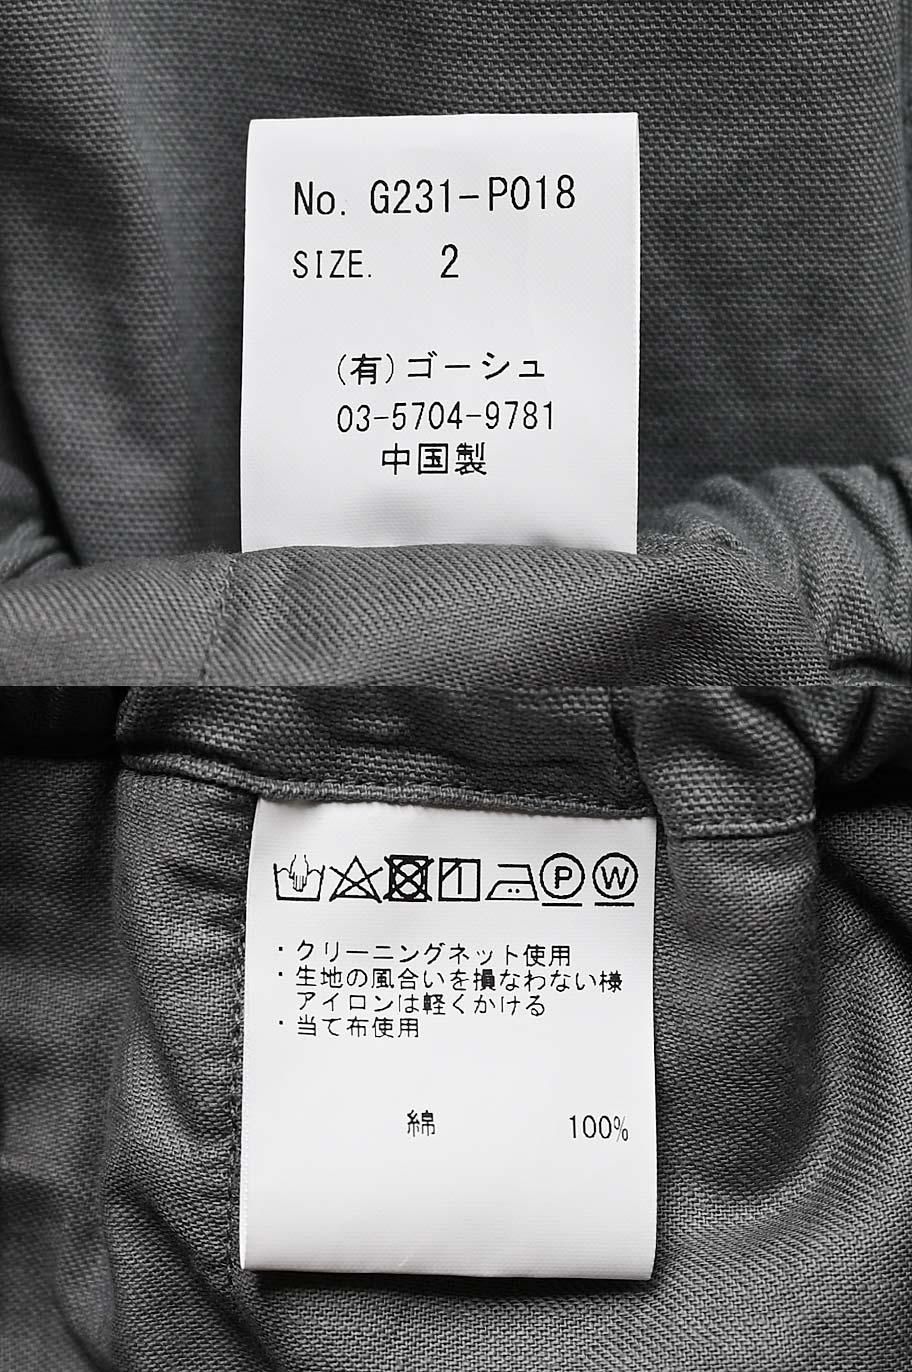 No. G231-P018
SIZE. 2
(有)ゴーシュ
03-5704-9781
中国製
P W
・クリーニングネット使用
・生地の風合いを損なわない様
アイロンは軽くかける
・当て布使用
綿 100%